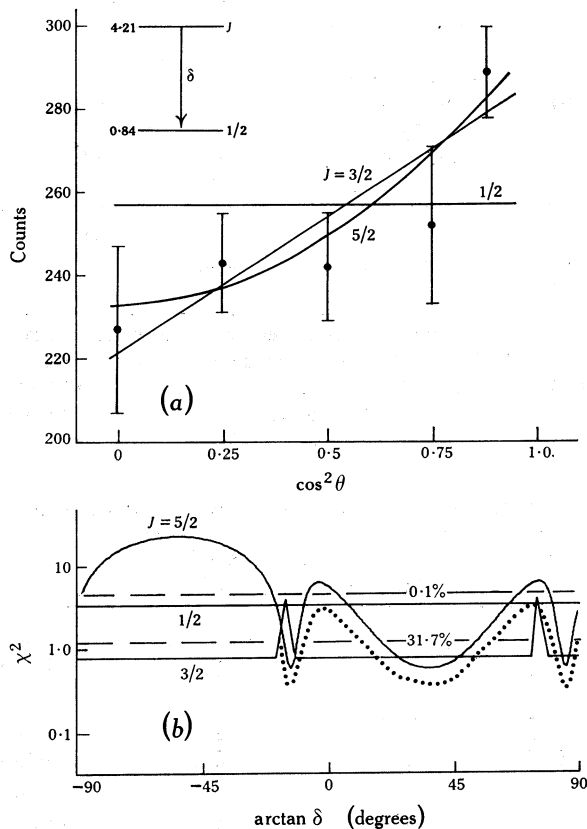 300
4·21 J
280
δ
0·84 1/2
J = 3/2
260
1/2
5/2
Counts
240
220
(a)
200
0 0·25 0·5 0·75 1·0.
cos² θ
J = 5/2
10
0·1%
1/2
χ²
1·0
31·7%
3/2
0·1
(b)
−90 −45 0 45 90
arctan δ (degrees)